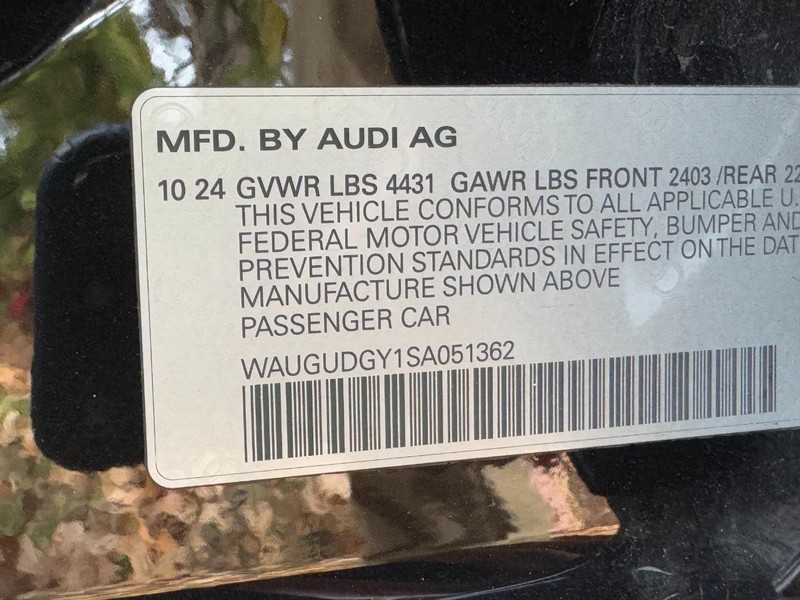 MFD. BY AUDI AG
10 24 GVWR LBS 4431 GAWR LBS FRONT 2403 /REAR 22
THIS VEHICLE CONFORMS TO ALL APPLICABLE U.
FEDERAL MOTOR VEHICLE SAFETY, BUMPER AND
PREVENTION STANDARDS IN EFFECT ON THE DAT
MANUFACTURE SHOWN ABOVE
PASSENGER CAR
WAUGUDGY1SA051362